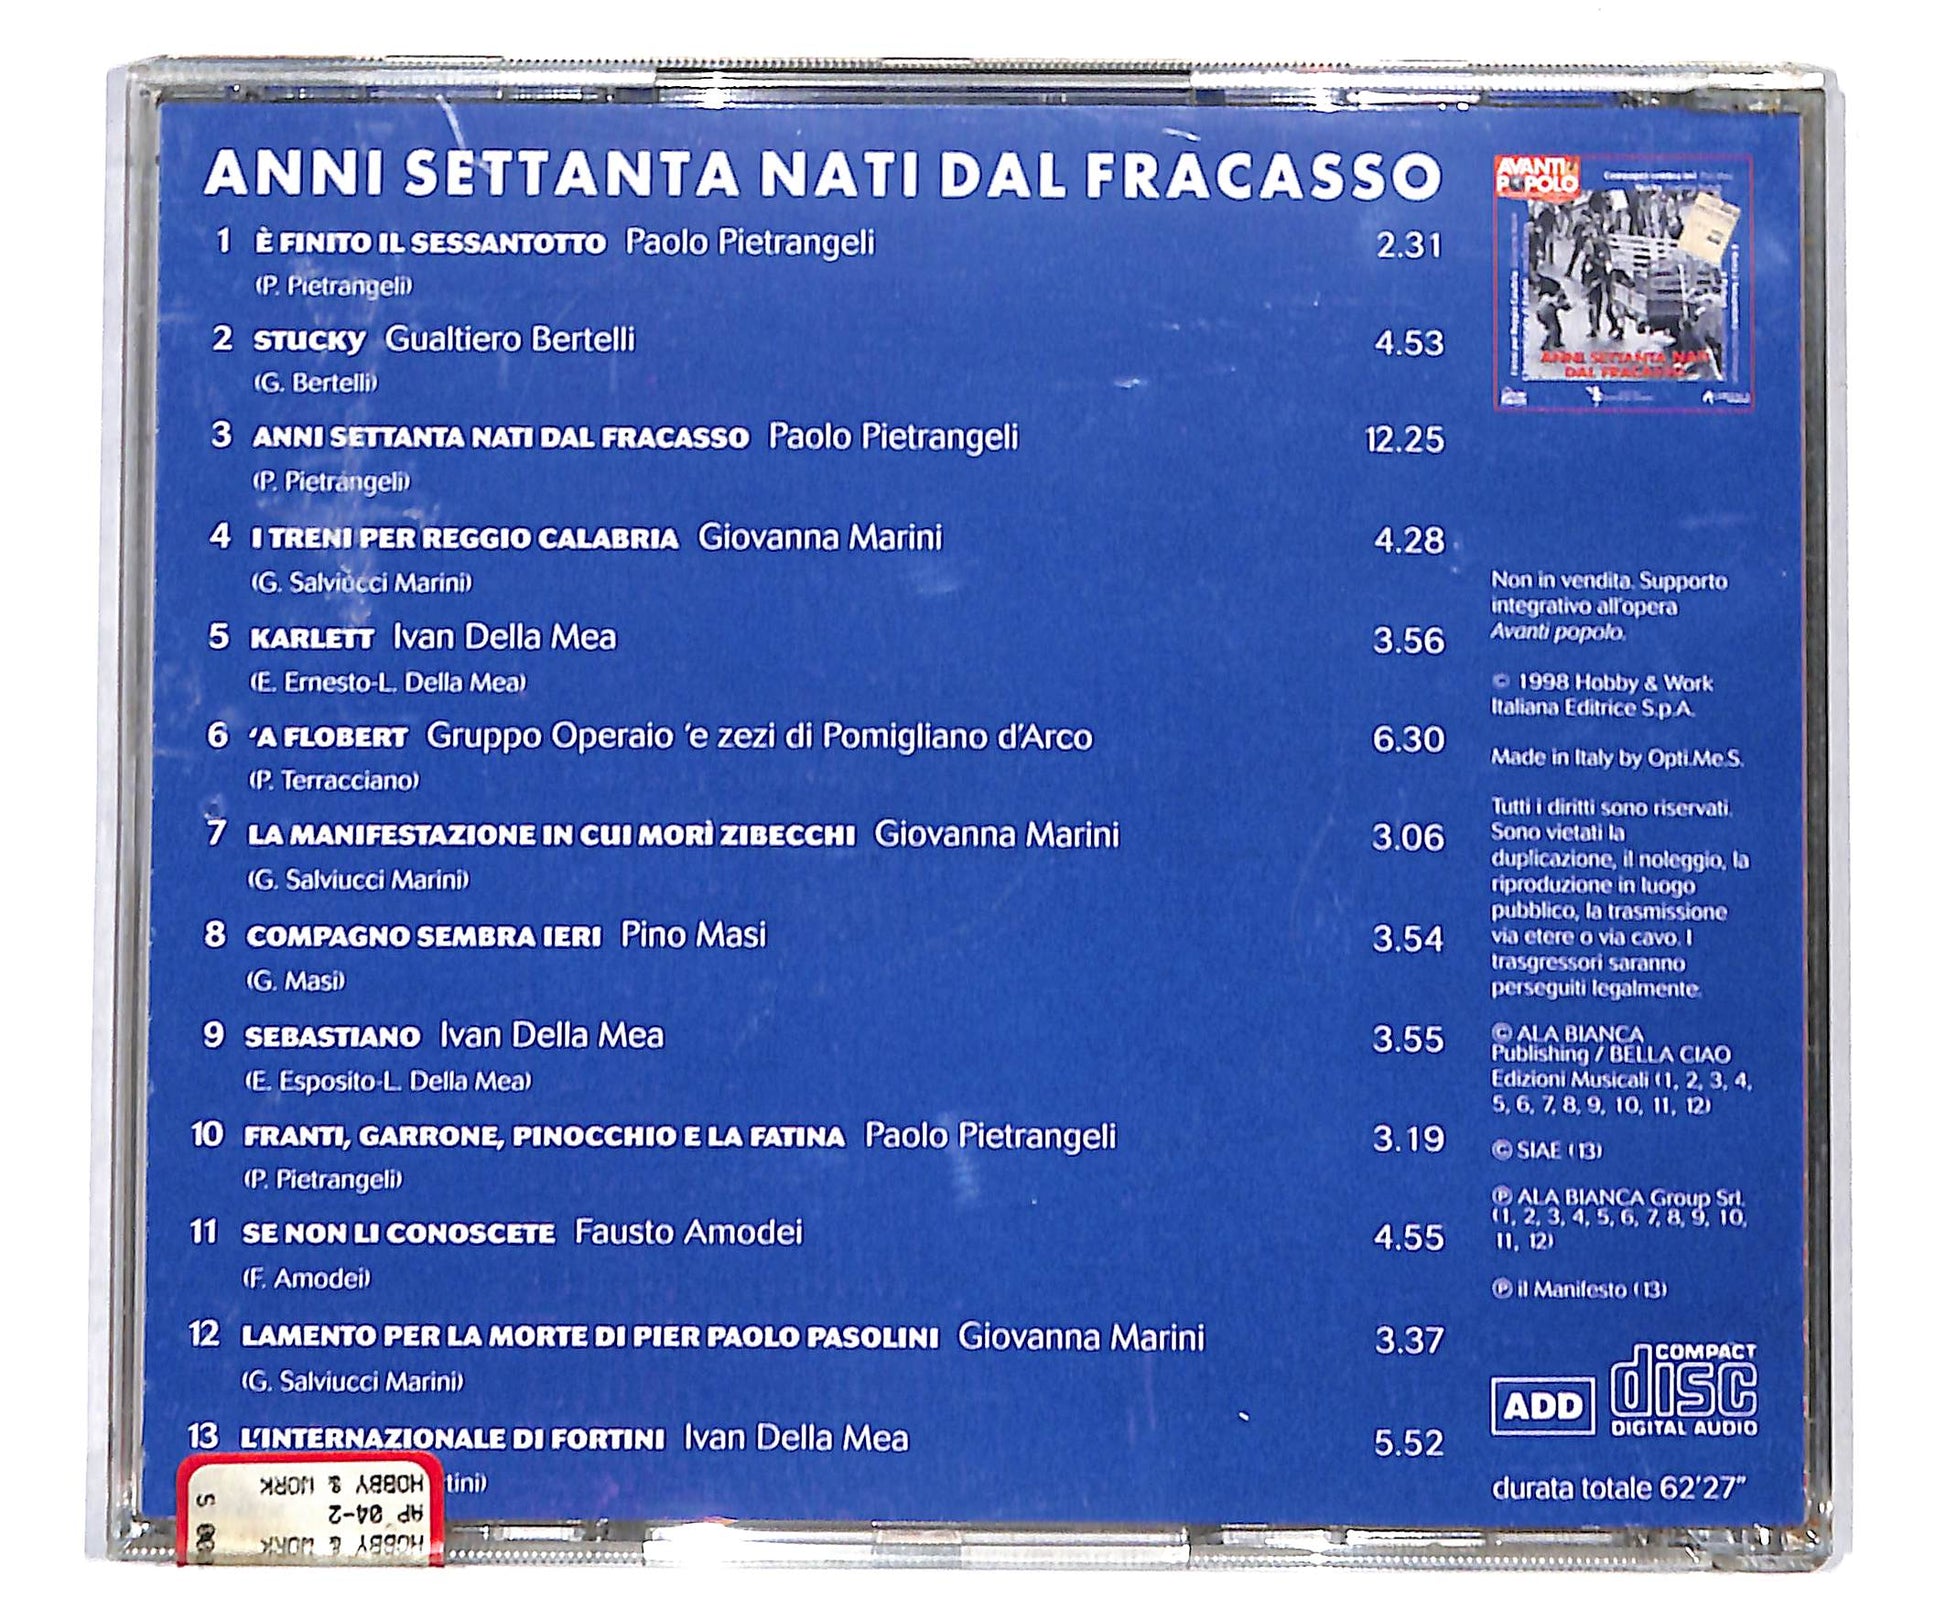 ANNI SETTANTA NATI DAL FRACASSO
1 È FINITO IL SESSANTOTTO Paolo Pietrangeli 2.31
(P. Pietrangeli)
2 STUCKY Gualtiero Bertelli 4.53
(G. Bertelli)
3 ANNI SETTANTA NATI DAL FRACASSO Paolo Pietrangeli 12.25
(P. Pietrangeli)
4 I TRENI PER REGGIO CALABRIA Giovanna Marini 4.28
(G. Salviucci Marini)
5 KARLETT Ivan Della Mea 3.56
(E. Ernesto-L. Della Mea)
6 ‘A FLOBERT Gruppo Operaio ’e zezi di Pomigliano d’Arco 6.30
(P. Terracciano)
7 LA MANIFESTAZIONE IN CUI MORÌ ZIBECCHI Giovanna Marini 3.06
(G. Salviucci Marini)
8 COMPAGNO SEMBRA IERI Pino Masi 3.54
(G. Masi)
9 SEBASTIANO Ivan Della Mea 3.55
(E. Esposito-L. Della Mea)
10 FRANTI, GARRONE, PINOCCHIO E LA FATINA Paolo Pietrangeli 3.19
(P. Pietrangeli)
11 SE NON LI CONOSCETE Fausto Amodei 4.55
(F. Amodei)
12 LAMENTO PER LA MORTE DI PIER PAOLO PASOLINI Giovanna Marini 3.37
(G. Salviucci Marini)
13 L’INTERNAZIONALE DI FORTINI Ivan Della Mea 5.52
tini)
HOBBY & WORK
AP 04-2
HOBBY & WORK
AVANTI
POPOLO
ANNI SETTANTA NATI
DAL FRACASSO
Non in vendita. Supporto
integrativo all’opera
Avanti popolo.
© 1998 Hobby & Work
Italiana Editrice S.p.A.
Made in Italy by Opti.Me.S.
Tutti i diritti sono riservati.
Sono vietati la
duplicazione, il noleggio, la
riproduzione in luogo
pubblico, la trasmissione
via etere o via cavo. I
trasgressori saranno
perseguiti legalmente.
© ALA BIANCA
Publishing / BELLA CIAO
Edizioni Musicali (1, 2, 3, 4,
5, 6, 7, 8, 9, 10, 11, 12)
© SIAE (13)
℗ ALA BIANCA Group Srl.
(1, 2, 3, 4, 5, 6, 7, 8, 9, 10,
11, 12)
℗ il Manifesto (13)
ADD
COMPACT
disc
DIGITAL AUDIO
durata totale 62’27”